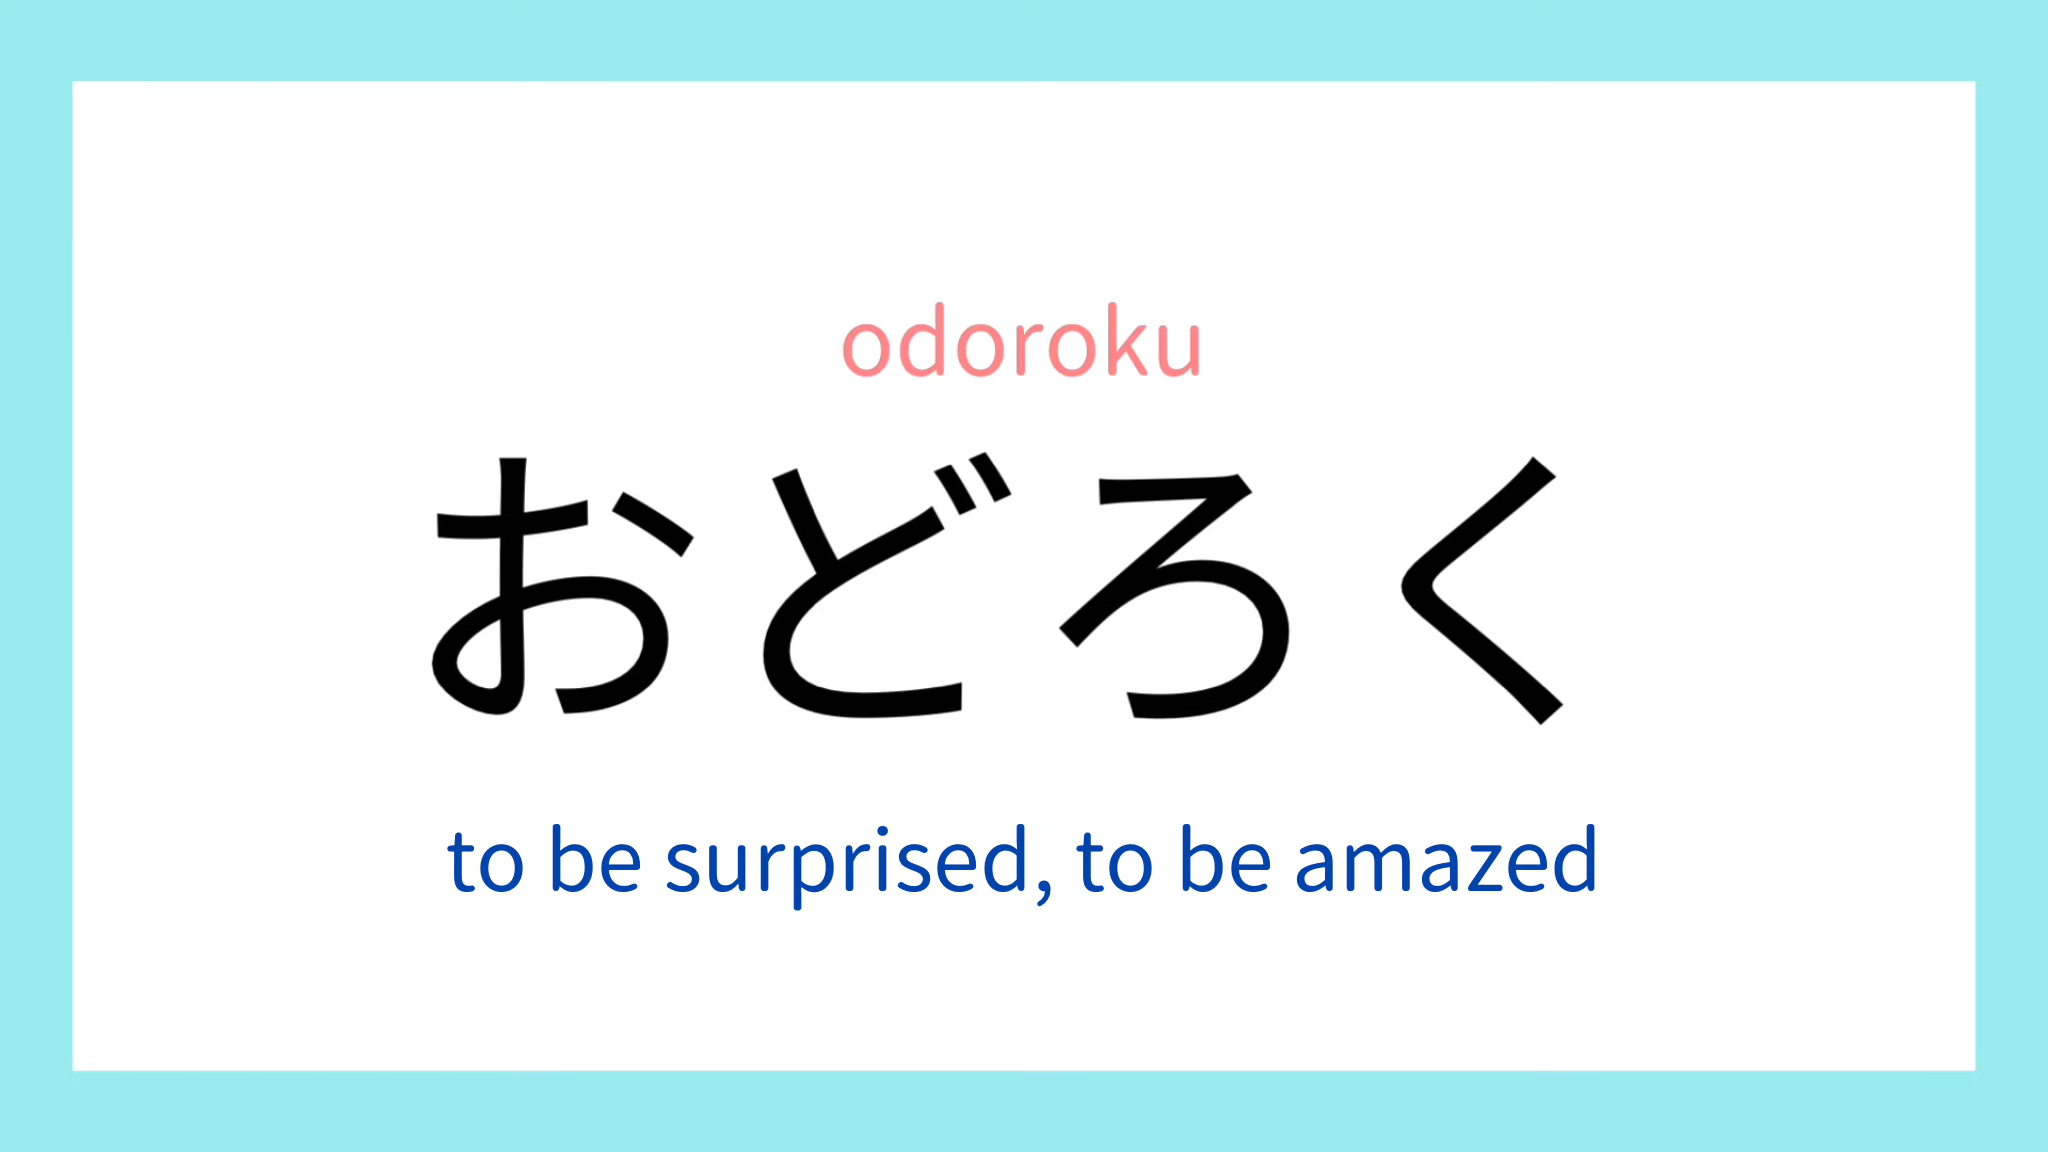 odoroku
おどろく
to be surprised, to be amazed